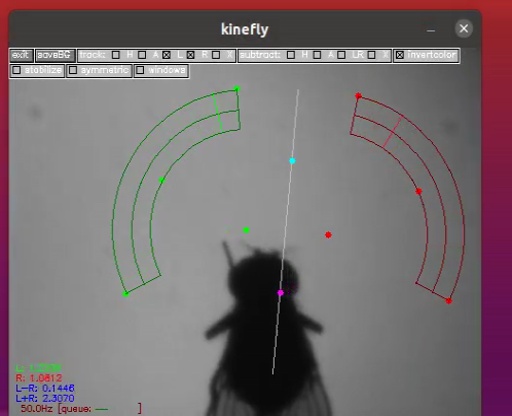 kinefly
exit saveBG track: H A L R X subtract: H A LR X invertcolor
stabilize symmetric windows
R: 1.0812
L-R: 0.1446
L+R: 2.3070
50.0Hz [queue: ― ]